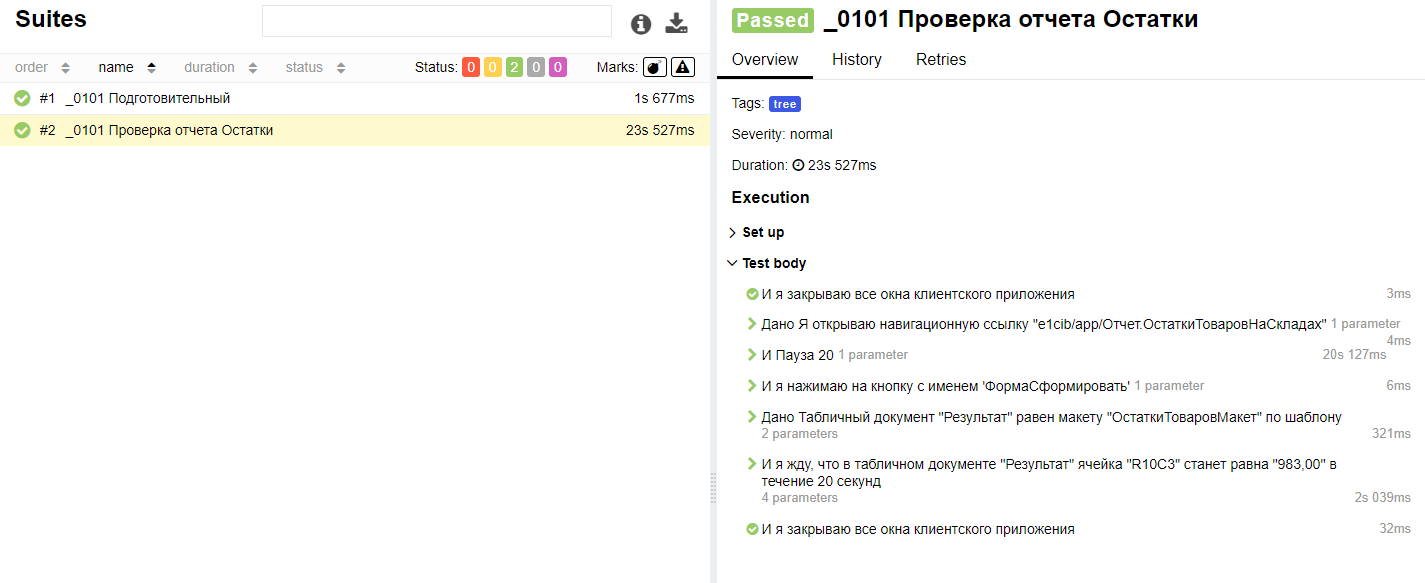 Suites
order name duration status Status: 0 0 2 0 0 Marks:
#1 _0101 Подготовительный 1s 677ms
#2 _0101 Проверка отчета Остатки 23s 527ms
Passed _0101 Проверка отчета Остатки
Overview History Retries
Tags: tree
Severity: normal
Duration: 23s 527ms
Execution
Set up
Test body
И я закрываю все окна клиентского приложения 3ms
Дано Я открываю навигационную ссылку "e1cib/app/Отчет.ОстаткиТоваровНаСкладах" 1 parameter
4ms
И Пауза 20 1 parameter 20s 127ms
И я нажимаю на кнопку с именем 'ФормаСформировать' 1 parameter 6ms
Дано Табличный документ "Результат" равен макету "ОстаткиТоваровМакет" по шаблону
2 parameters 321ms
И я жду, что в табличном документе "Результат" ячейка "R10C3" станет равна "983,00" в
течение 20 секунд
4 parameters 2s 039ms
И я закрываю все окна клиентского приложения 32ms